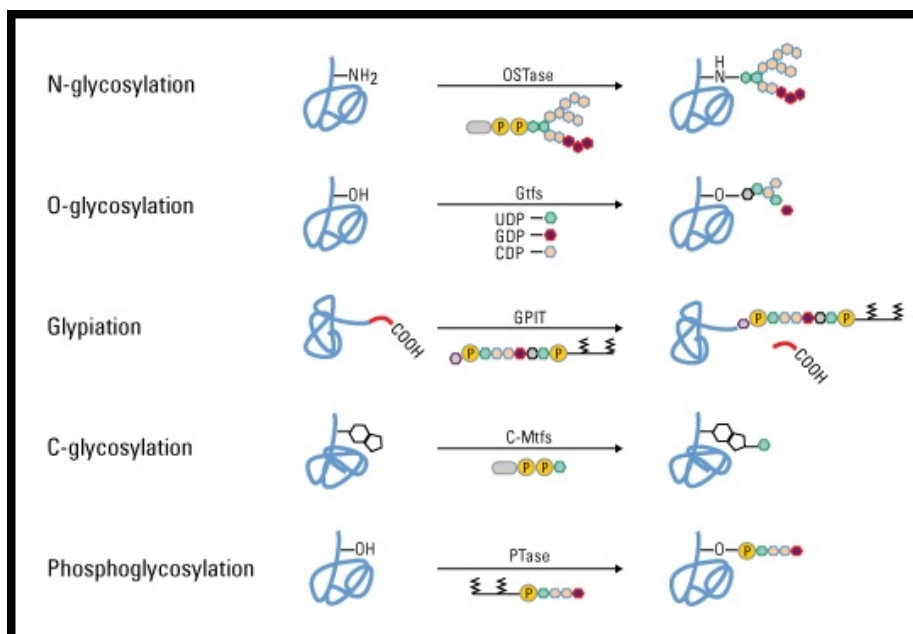 N-glycosylation
NH2
OSTase
P P
H
N
O-glycosylation
OH
Gtfs
UDP
GDP
CDP
O
Glypiation
COOH
GPIT
P P
P P
COOH
C-glycosylation
C-Mtfs
P P
Phosphoglycosylation
OH
PTase
P
O P